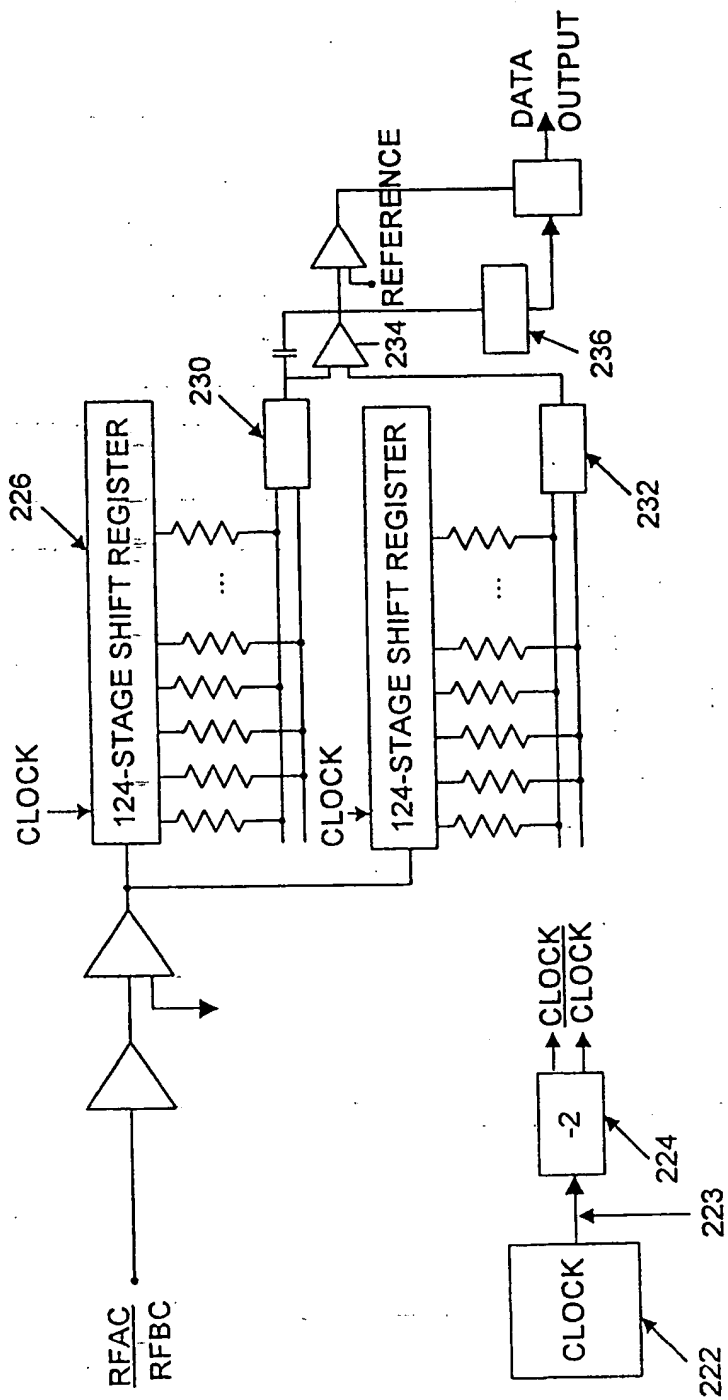 RFAC
RFBC
CLOCK
124-STAGE SHIFT REGISTER
226
...
230
CLOCK
124-STAGE SHIFT REGISTER
...
232
234
REFERENCE
236
DATA
OUTPUT
CLOCK
222
223
-2
224
CLOCK
CLOCK